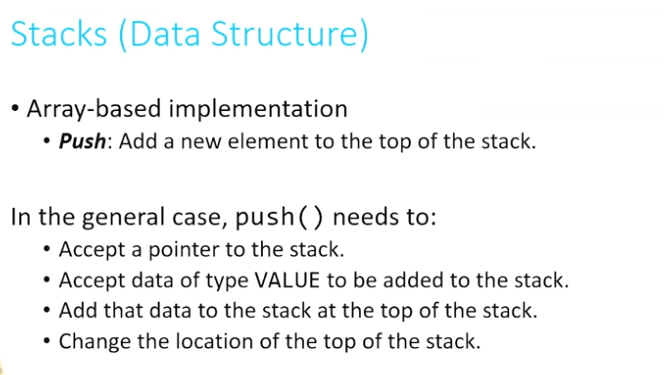 Stacks (Data Structure)
• Array-based implementation
• Push: Add a new element to the top of the stack.
In the general case, push() needs to:
• Accept a pointer to the stack.
• Accept data of type VALUE to be added to the stack.
• Add that data to the stack at the top of the stack.
• Change the location of the top of the stack.